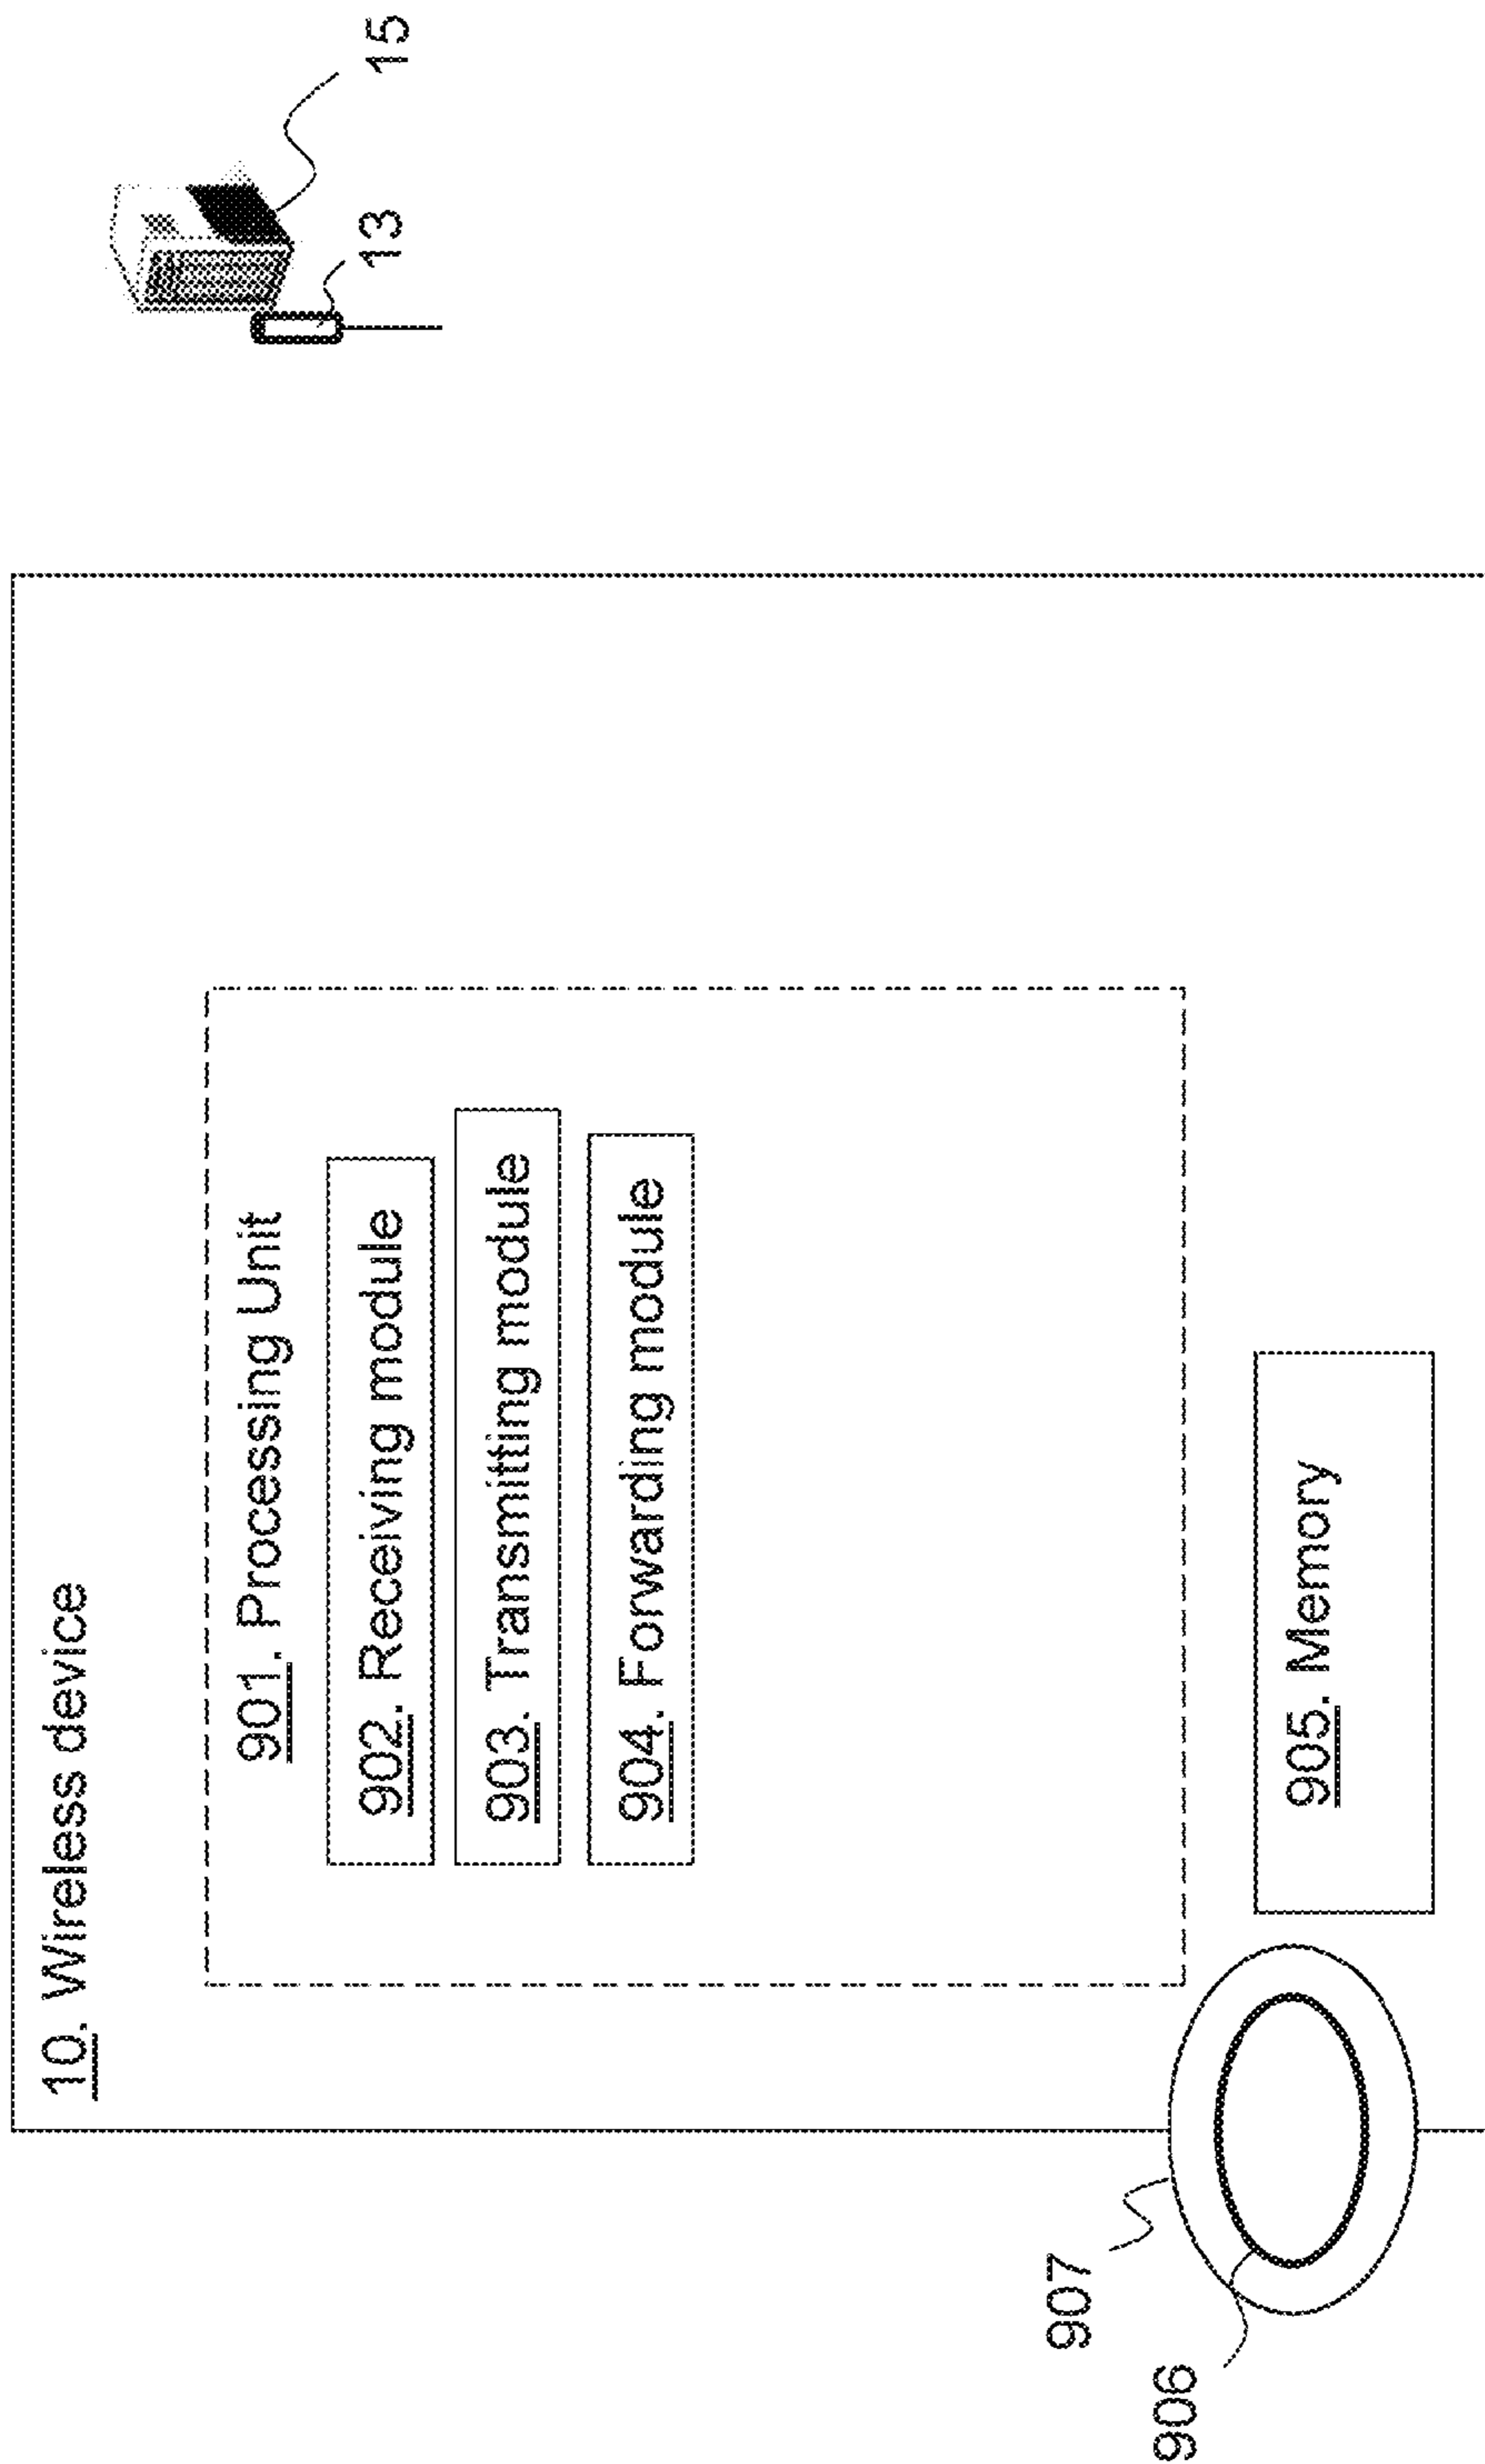 10. Wireless device
901. Processing Unit
902. Receiving module
903. Transmitting module
904. Forwarding module
905. Memory
907
906
13
15